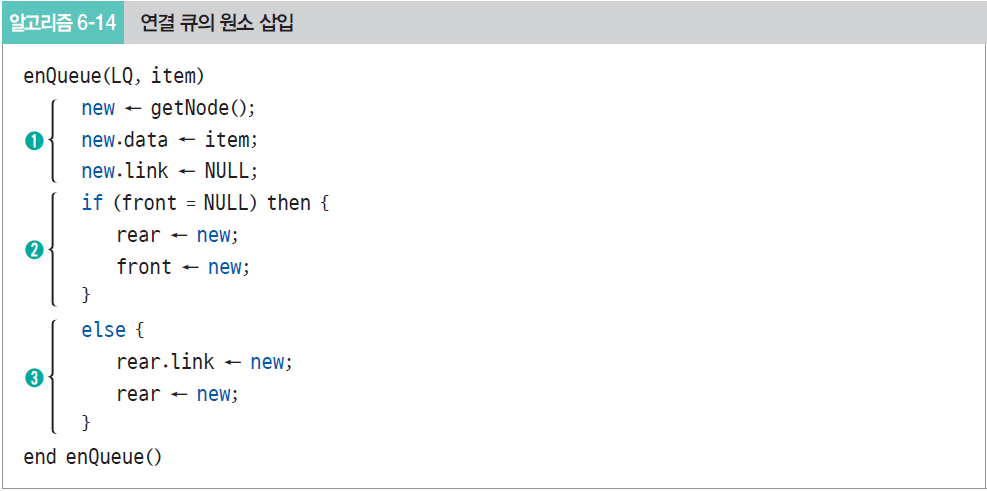 알고리즘 6-14 연결 큐의 원소 삽입
enQueue(LQ, item)
new ← getNode();
❶ new.data ← item;
new.link ← NULL;
if (front = NULL) then {
rear ← new;
❷ front ← new;
}
else {
rear.link ← new;
❸ rear ← new;
}
end enQueue()